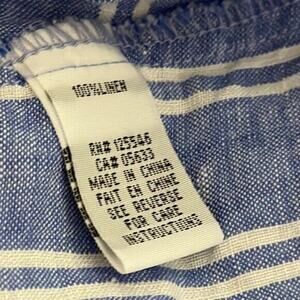 100%LINEN
RN# 125546
CA# 05633
MADE IN CHINA
FAIT EN CHINE
SEE REVERSE
FOR CARE
INSTRUCTIONS